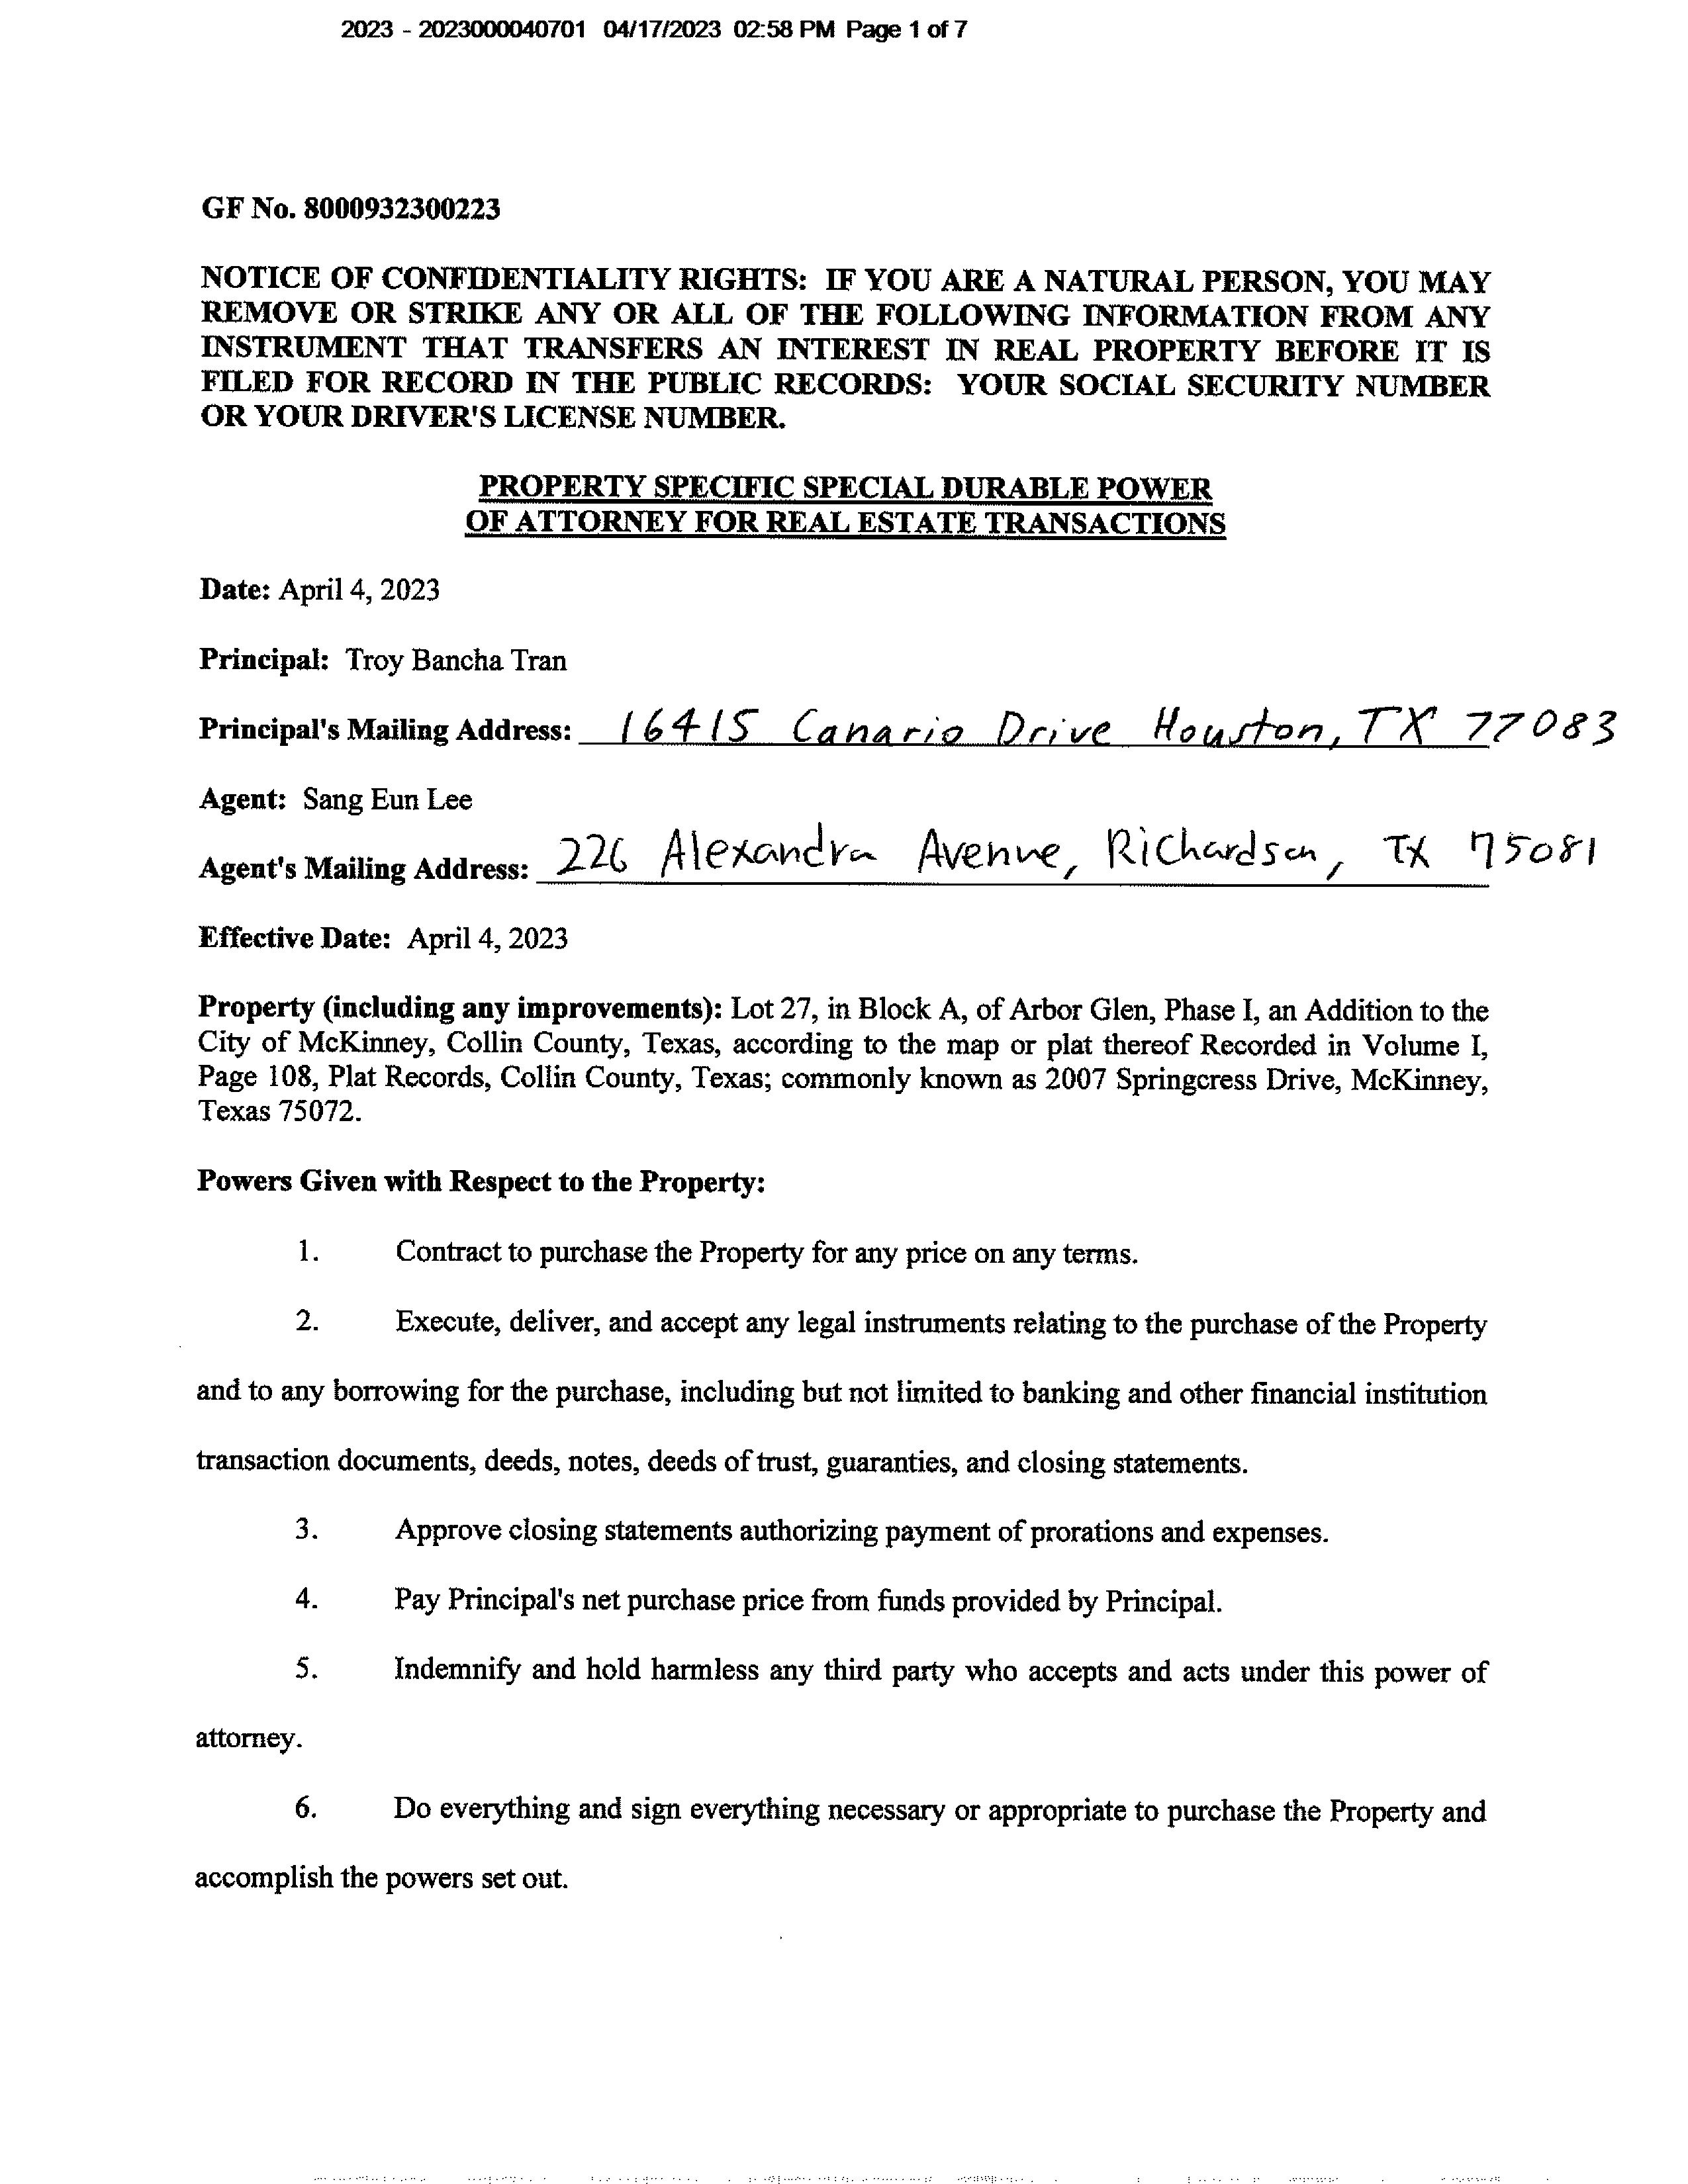 2023 - 2023000040701 04/17/2023 02:58 PM Page 1 of 7
GF No. 8000932300223
NOTICE OF CONFIDENTIALITY RIGHTS: IF YOU ARE A NATURAL PERSON, YOU MAY
REMOVE OR STRIKE ANY OR ALL OF THE FOLLOWING INFORMATION FROM ANY
INSTRUMENT THAT TRANSFERS AN INTEREST IN REAL PROPERTY BEFORE IT IS
FILED FOR RECORD IN THE PUBLIC RECORDS: YOUR SOCIAL SECURITY NUMBER
OR YOUR DRIVER'S LICENSE NUMBER.
PROPERTY SPECIFIC SPECIAL DURABLE POWER
OF ATTORNEY FOR REAL ESTATE TRANSACTIONS
Date: April 4, 2023
Principal: Troy Bancha Tran
Principal's Mailing Address: 16415 Canario Drive Houston, TX 77083
Agent: Sang Eun Lee
Agent's Mailing Address: 226 Alexandra Avenue, Richardson, TX 75081
Effective Date: April 4, 2023
Property (including any improvements): Lot 27, in Block A, of Arbor Glen, Phase I, an Addition to the
City of McKinney, Collin County, Texas, according to the map or plat thereof Recorded in Volume I,
Page 108, Plat Records, Collin County, Texas; commonly known as 2007 Springcress Drive, McKinney,
Texas 75072.
Powers Given with Respect to the Property:
1. Contract to purchase the Property for any price on any terms.
2. Execute, deliver, and accept any legal instruments relating to the purchase of the Property
and to any borrowing for the purchase, including but not limited to banking and other financial institution
transaction documents, deeds, notes, deeds of trust, guaranties, and closing statements.
3. Approve closing statements authorizing payment of prorations and expenses.
4. Pay Principal's net purchase price from funds provided by Principal.
5. Indemnify and hold harmless any third party who accepts and acts under this power of
attorney.
6. Do everything and sign everything necessary or appropriate to purchase the Property and
accomplish the powers set out.